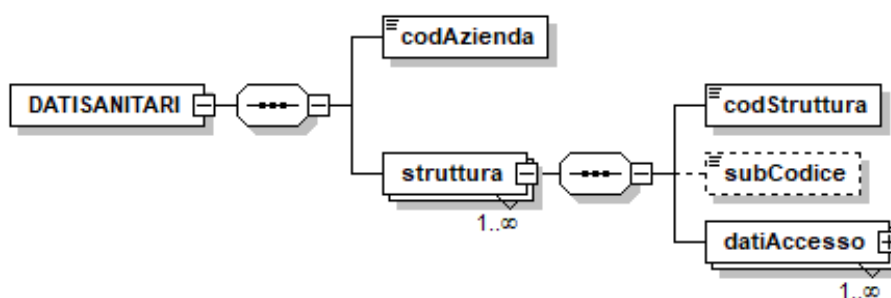 codAzienda
DATISANITARI
codStruttura
struttura
subCodice
1..∞
datiAccesso
1..∞